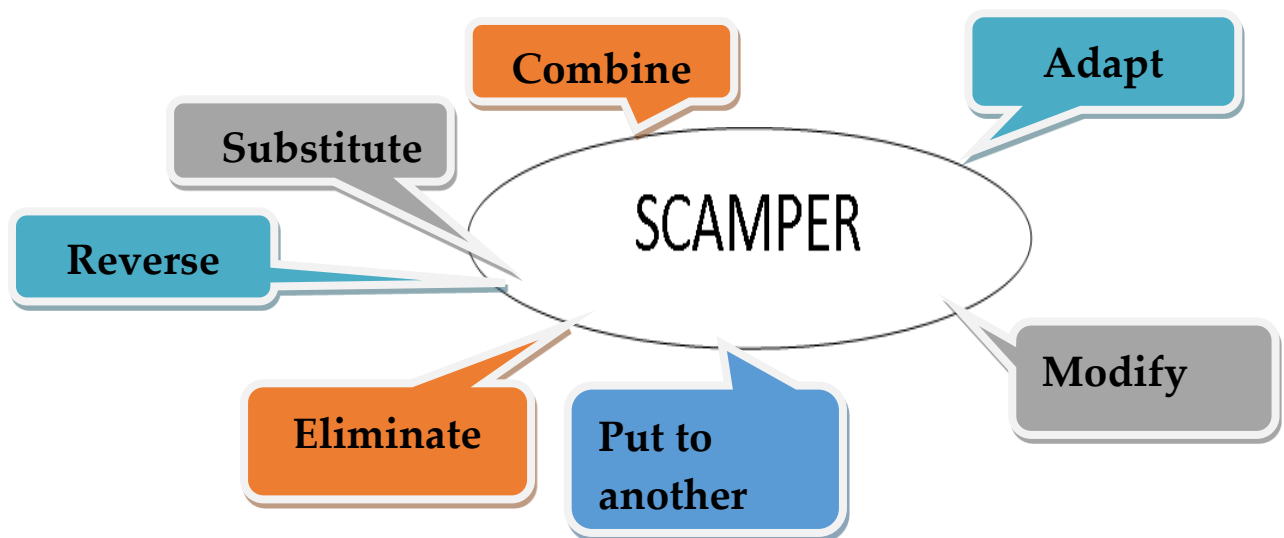 Combine
Adapt
Substitute
SCAMPER
Reverse
Modify
Eliminate
Put to
another